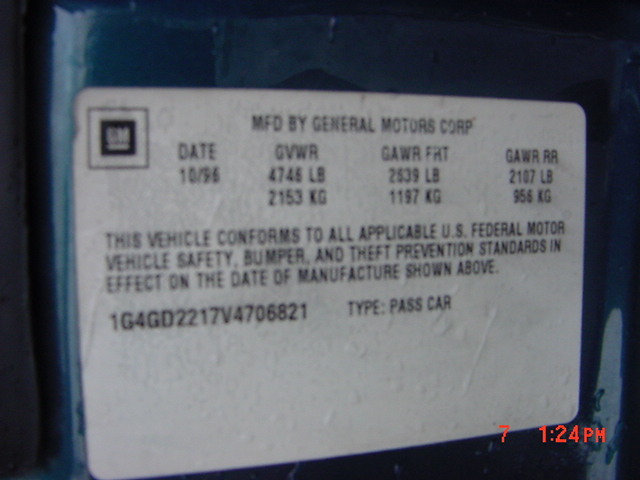 MFD BY GENERAL MOTORS CORP
GM
DATE GVWR GAWR FRT GAWR RR
10/96 4746 LB 2639 LB 2107 LB
2153 KG 1197 KG 956 KG
THIS VEHICLE CONFORMS TO ALL APPLICABLE U.S. FEDERAL MOTOR
VEHICLE SAFETY, BUMPER, AND THEFT PREVENTION STANDARDS IN
EFFECT ON THE DATE OF MANUFACTURE SHOWN ABOVE.
1G4GD2217V4706821 TYPE: PASS CAR
7 1:24PM